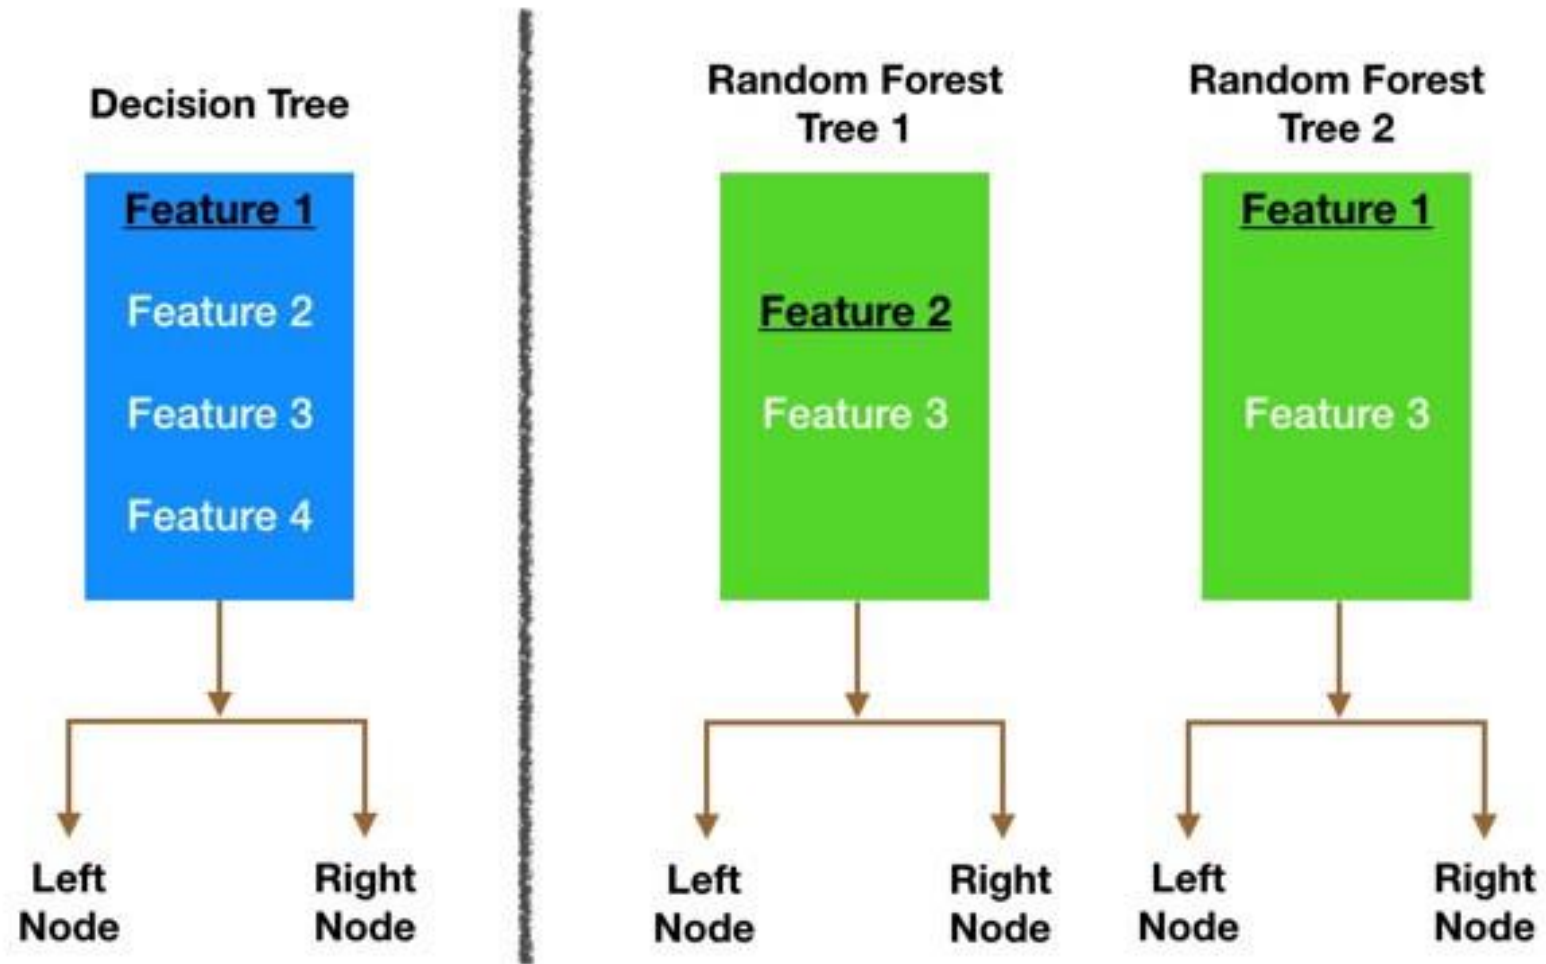 Decision Tree
Feature 1
Feature 2
Feature 3
Feature 4
Left
Node
Right
Node
Random Forest
Tree 1
Feature 2
Feature 3
Left
Node
Right
Node
Random Forest
Tree 2
Feature 1
Feature 3
Left
Node
Right
Node